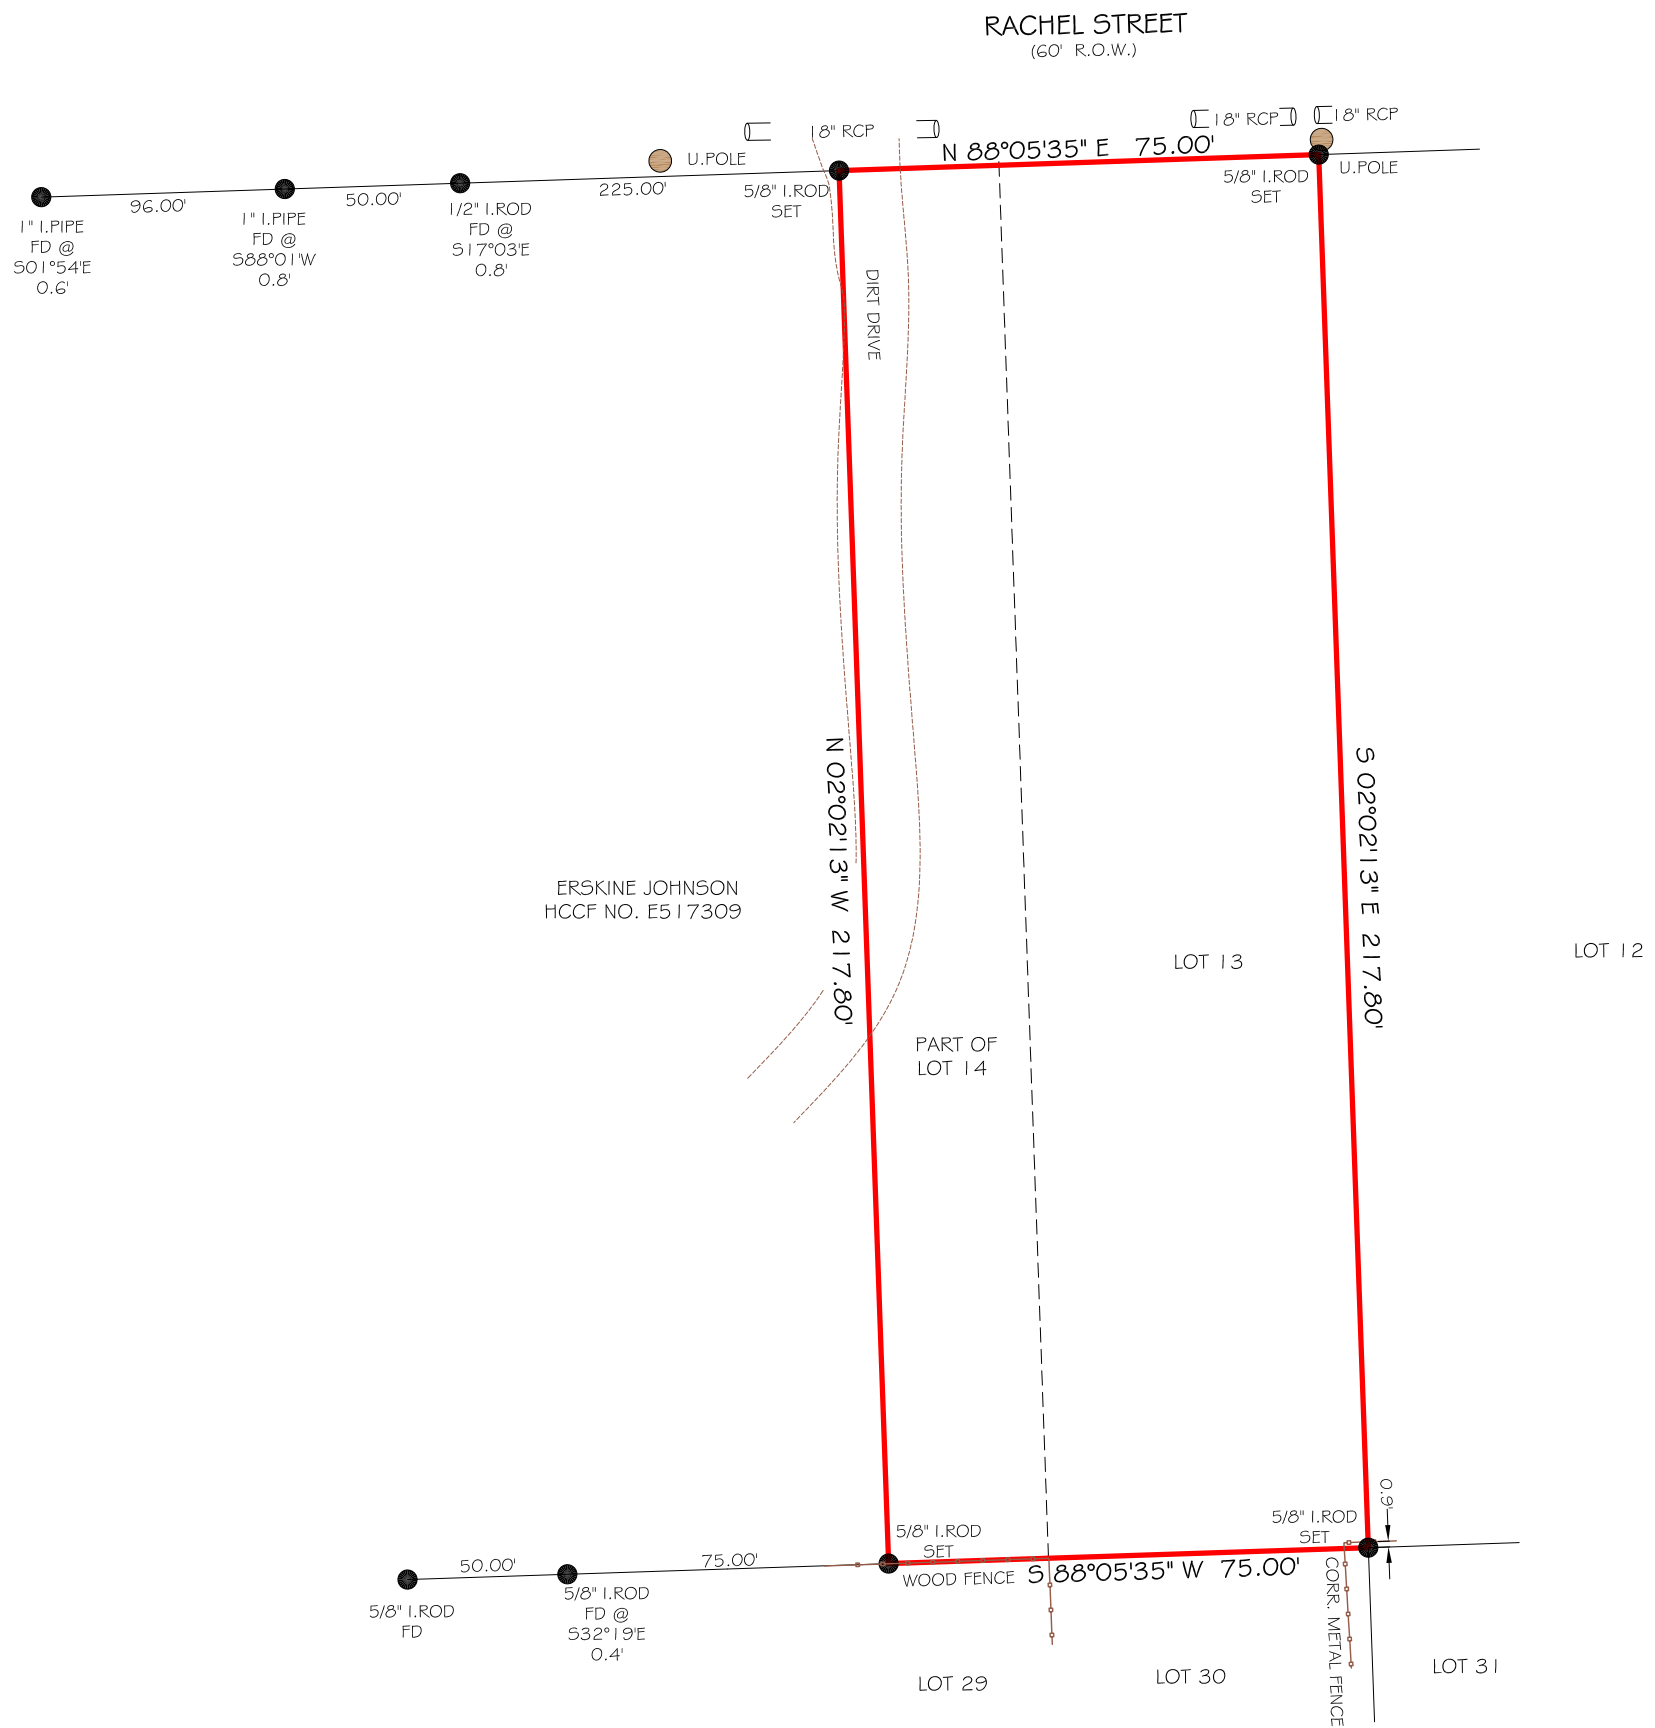 RACHEL STREET
(60' R.O.W.)
18" RCP
18" RCP
18" RCP
U.POLE
N 88°05'35" E 75.00'
U.POLE
96.00'
50.00'
225.00'
5/8" I.ROD
SET
5/8" I.ROD
SET
1" I.PIPE
FD @
S01°54'E
0.6'
1" I.PIPE
FD @
S88°01'W
0.8'
1/2" I.ROD
FD @
S17°03'E
0.8'
DIRT DRIVE
N 02°02'13" W 217.80'
S 02°02'13" E 217.80'
ERSKINE JOHNSON
HCCF NO. E517309
LOT 13
LOT 12
PART OF
LOT 14
0.9'
5/8" I.ROD
SET
5/8" I.ROD
SET
50.00'
75.00'
WOOD FENCE
S 88°05'35" W 75.00'
CORR. METAL FENCE
5/8" I.ROD
FD
5/8" I.ROD
FD @
S32°19'E
0.4'
LOT 29
LOT 30
LOT 31